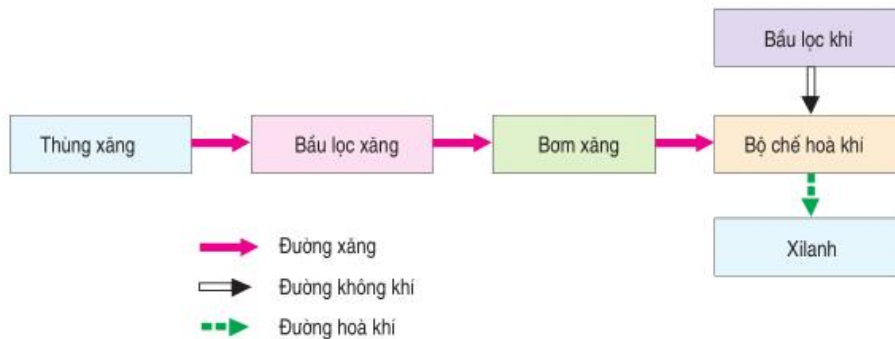 Bầu lọc khí
Thùng xăng
Bầu lọc xăng
Bơm xăng
Bộ chế hoà khí
Xilanh
Đường xăng
Đường không khí
Đường hoà khí